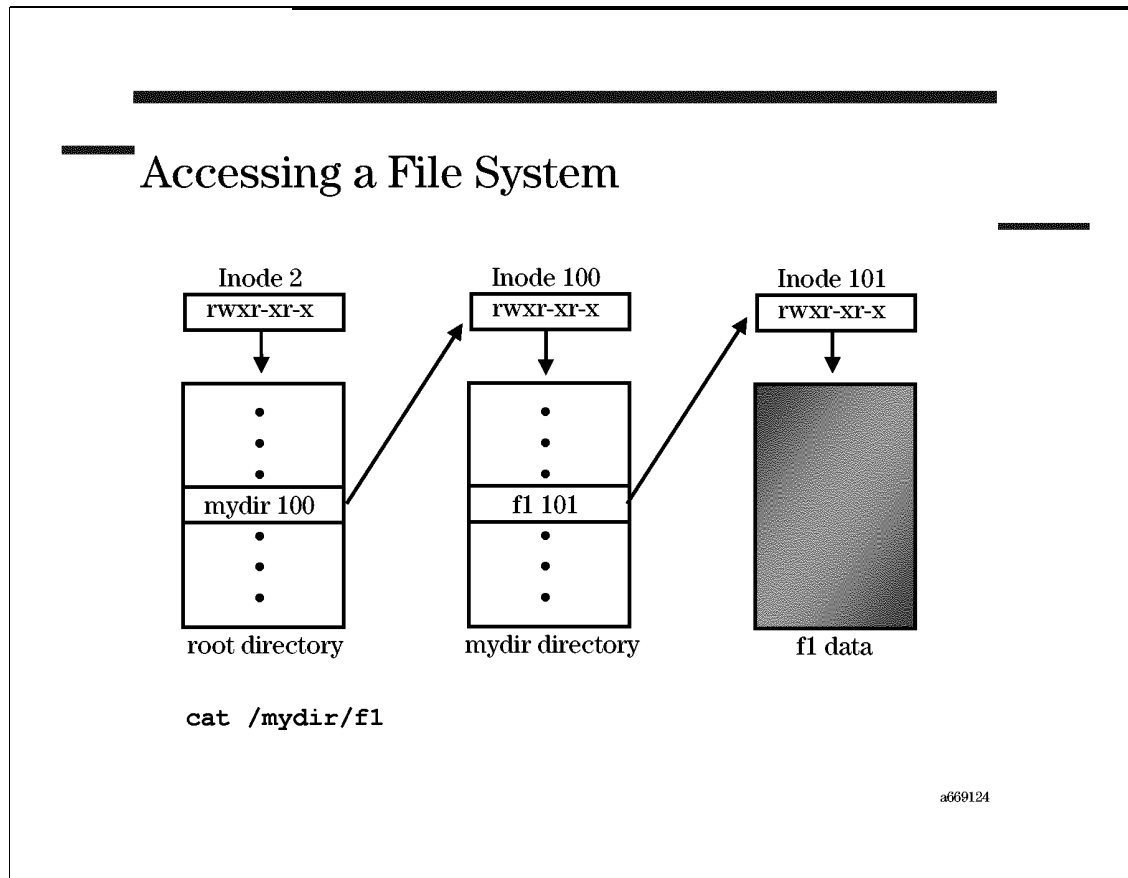 Accessing a File System
Inode 2
Inode 100
Inode 101
rwxr-xr-x
rwxr-xr-x
rwxr-xr-x
mydir 100
f1 101
root directory
mydir directory
f1 data
cat /mydir/f1
a669124